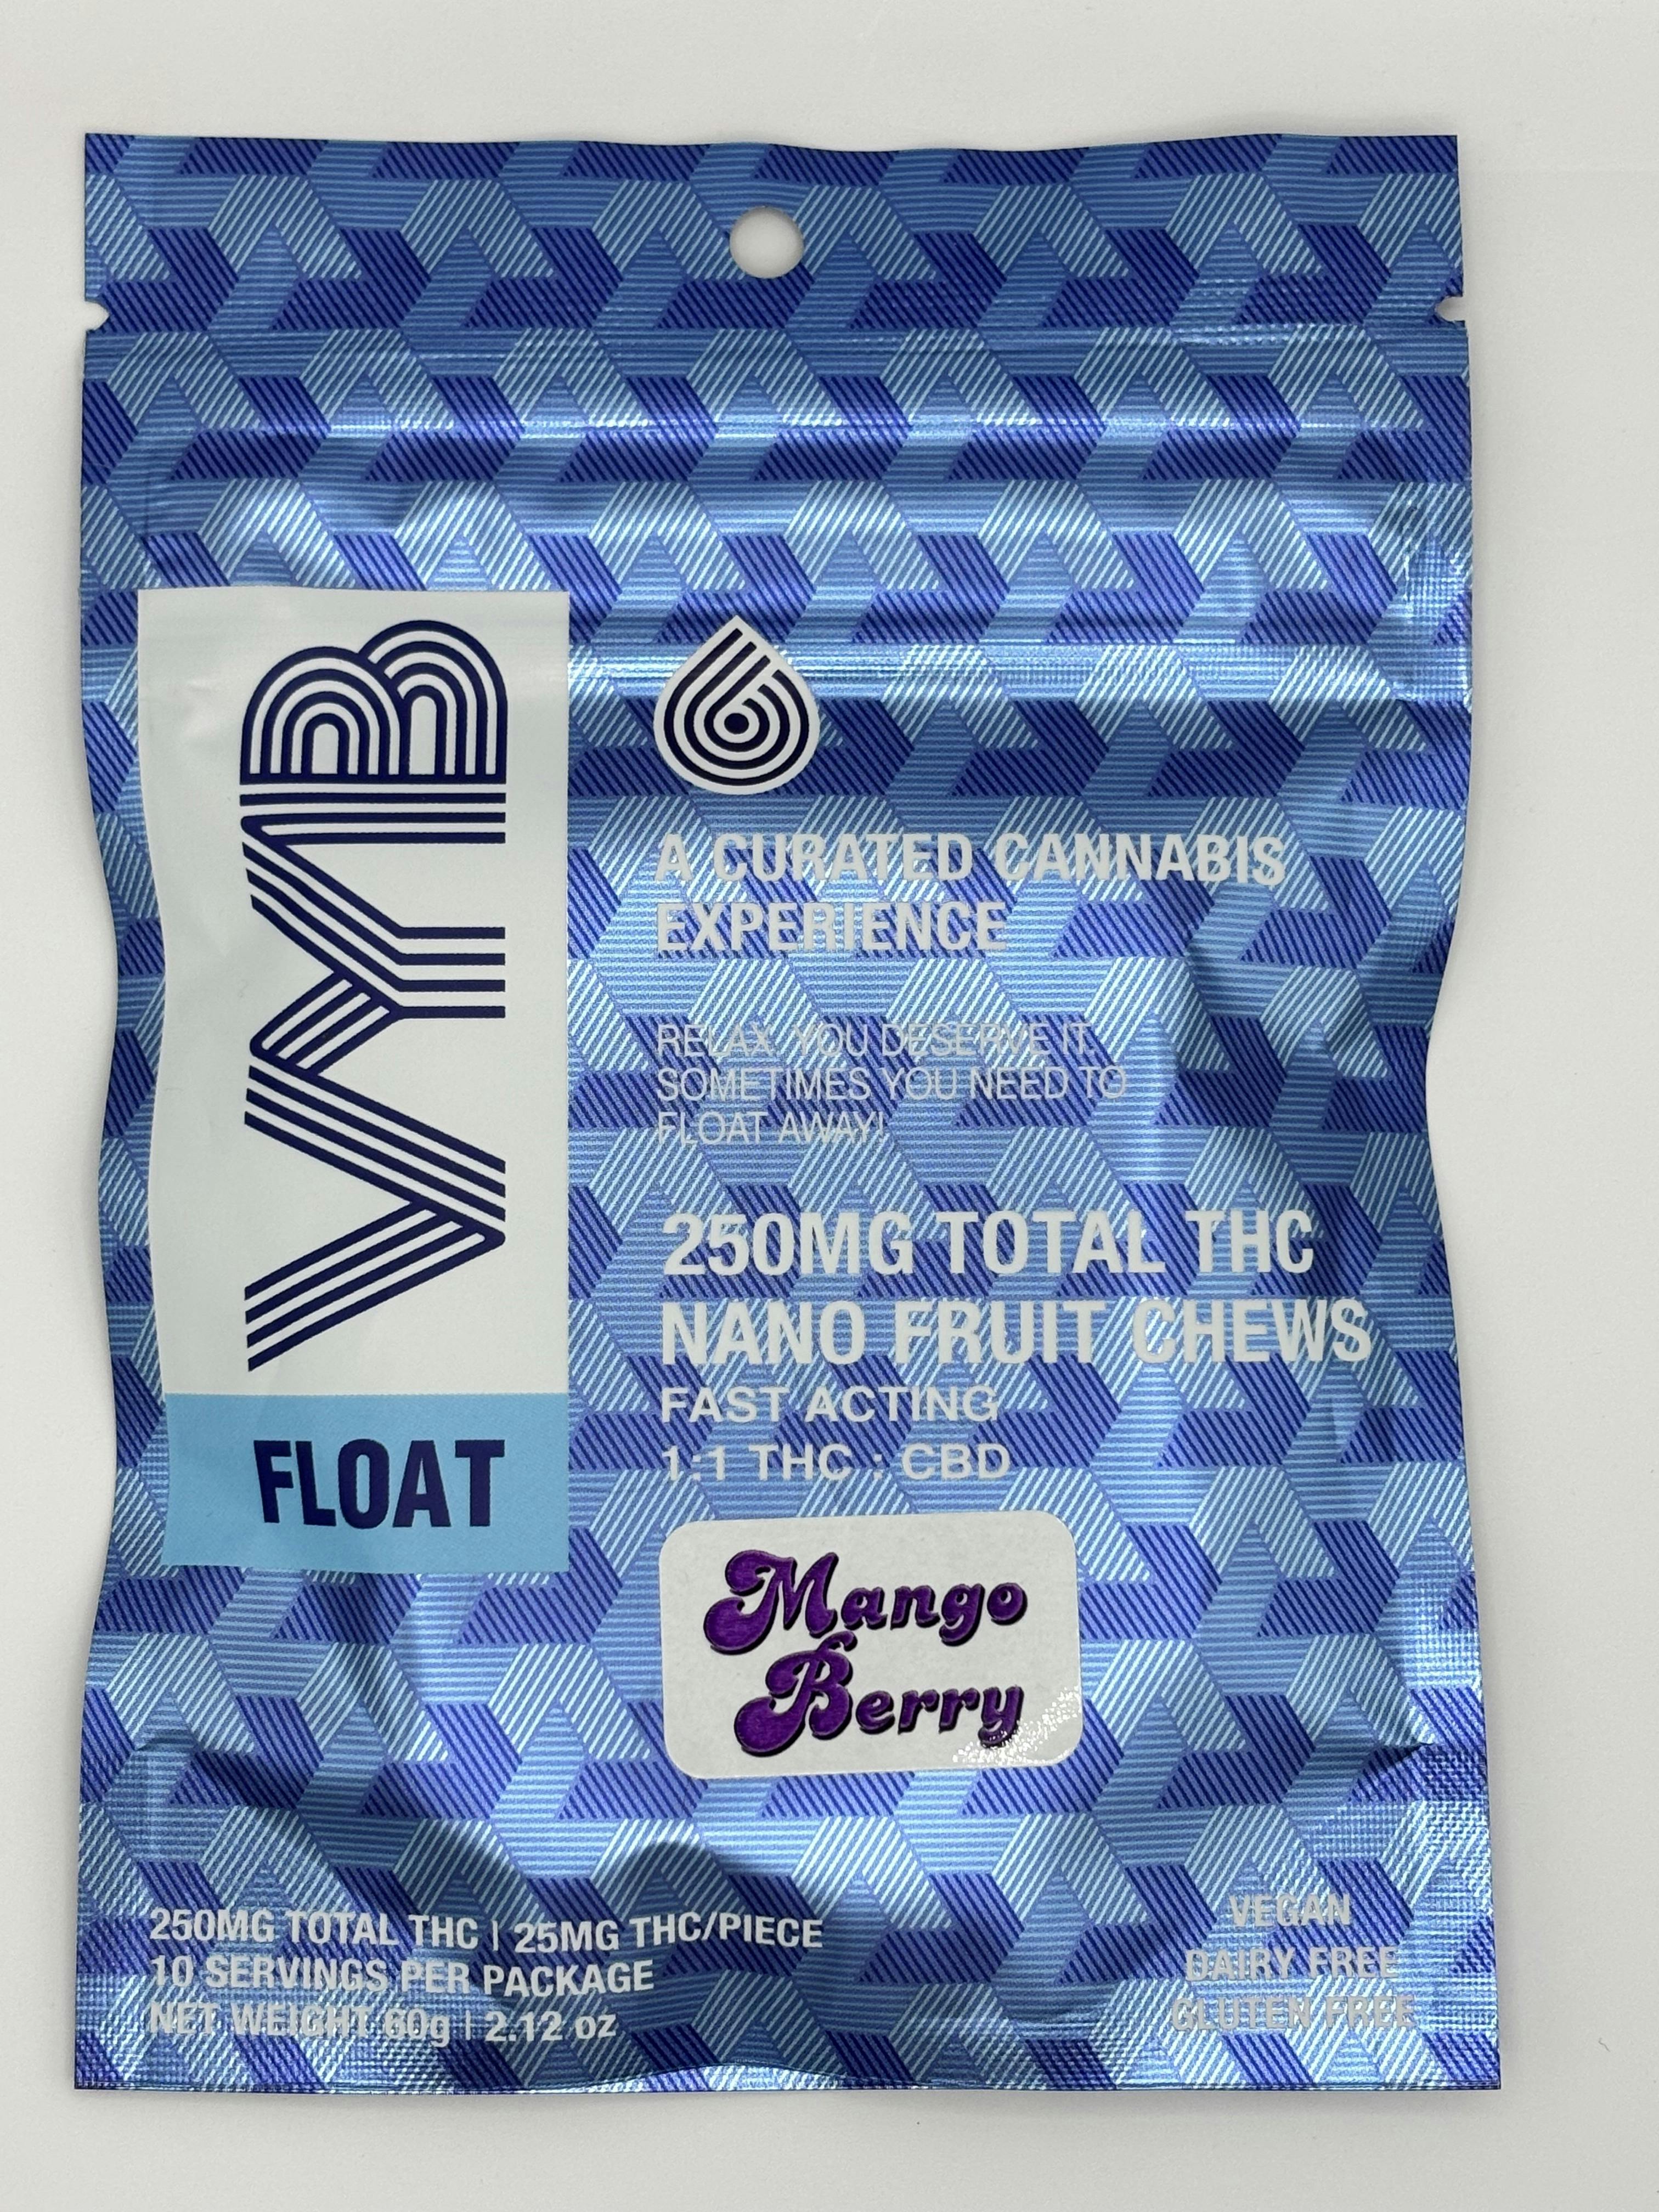 VYB
FLOAT
A CURATED CANNABIS
EXPERIENCE
RELAX. YOU DESERVE IT.
SOMETIMES YOU NEED TO
FLOAT AWAY!
250MG TOTAL THC
NANO FRUIT CHEWS
FAST ACTING
1:1 THC : CBD
Mango
Berry
250MG TOTAL THC | 25MG THC/PIECE
10 SERVINGS PER PACKAGE
NET WEIGHT 60g | 2.12 oz
VEGAN
DAIRY FREE
GLUTEN FREE